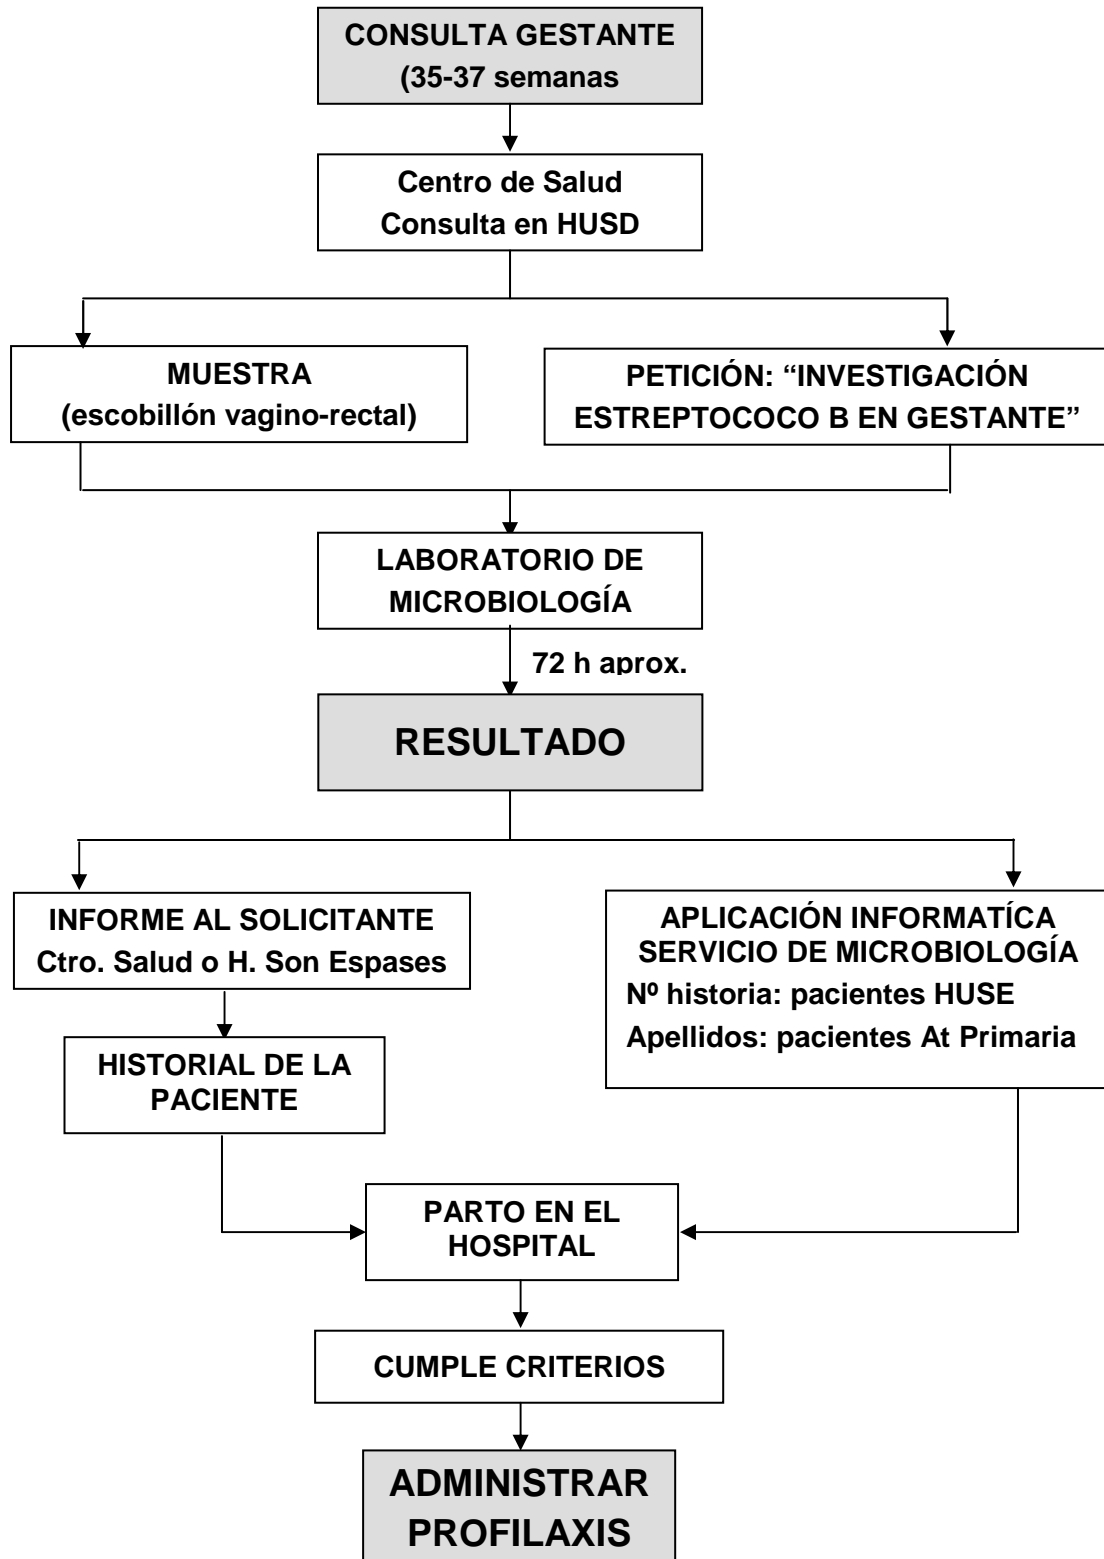 CONSULTA GESTANTE
(35-37 semanas
Centro de Salud
Consulta en HUSD
MUESTRA
(escobillón vagino-rectal)
PETICIÓN: “INVESTIGACIÓN
ESTREPTOCOCO B EN GESTANTE”
LABORATORIO DE
MICROBIOLOGÍA
72 h aprox.
RESULTADO
INFORME AL SOLICITANTE
Ctro. Salud o H. Son Espases
APLICACIÓN INFORMATÍCA
SERVICIO DE MICROBIOLOGÍA
Nº historia: pacientes HUSE
Apellidos: pacientes At Primaria
HISTORIAL DE LA
PACIENTE
PARTO EN EL
HOSPITAL
CUMPLE CRITERIOS
ADMINISTRAR
PROFILAXIS